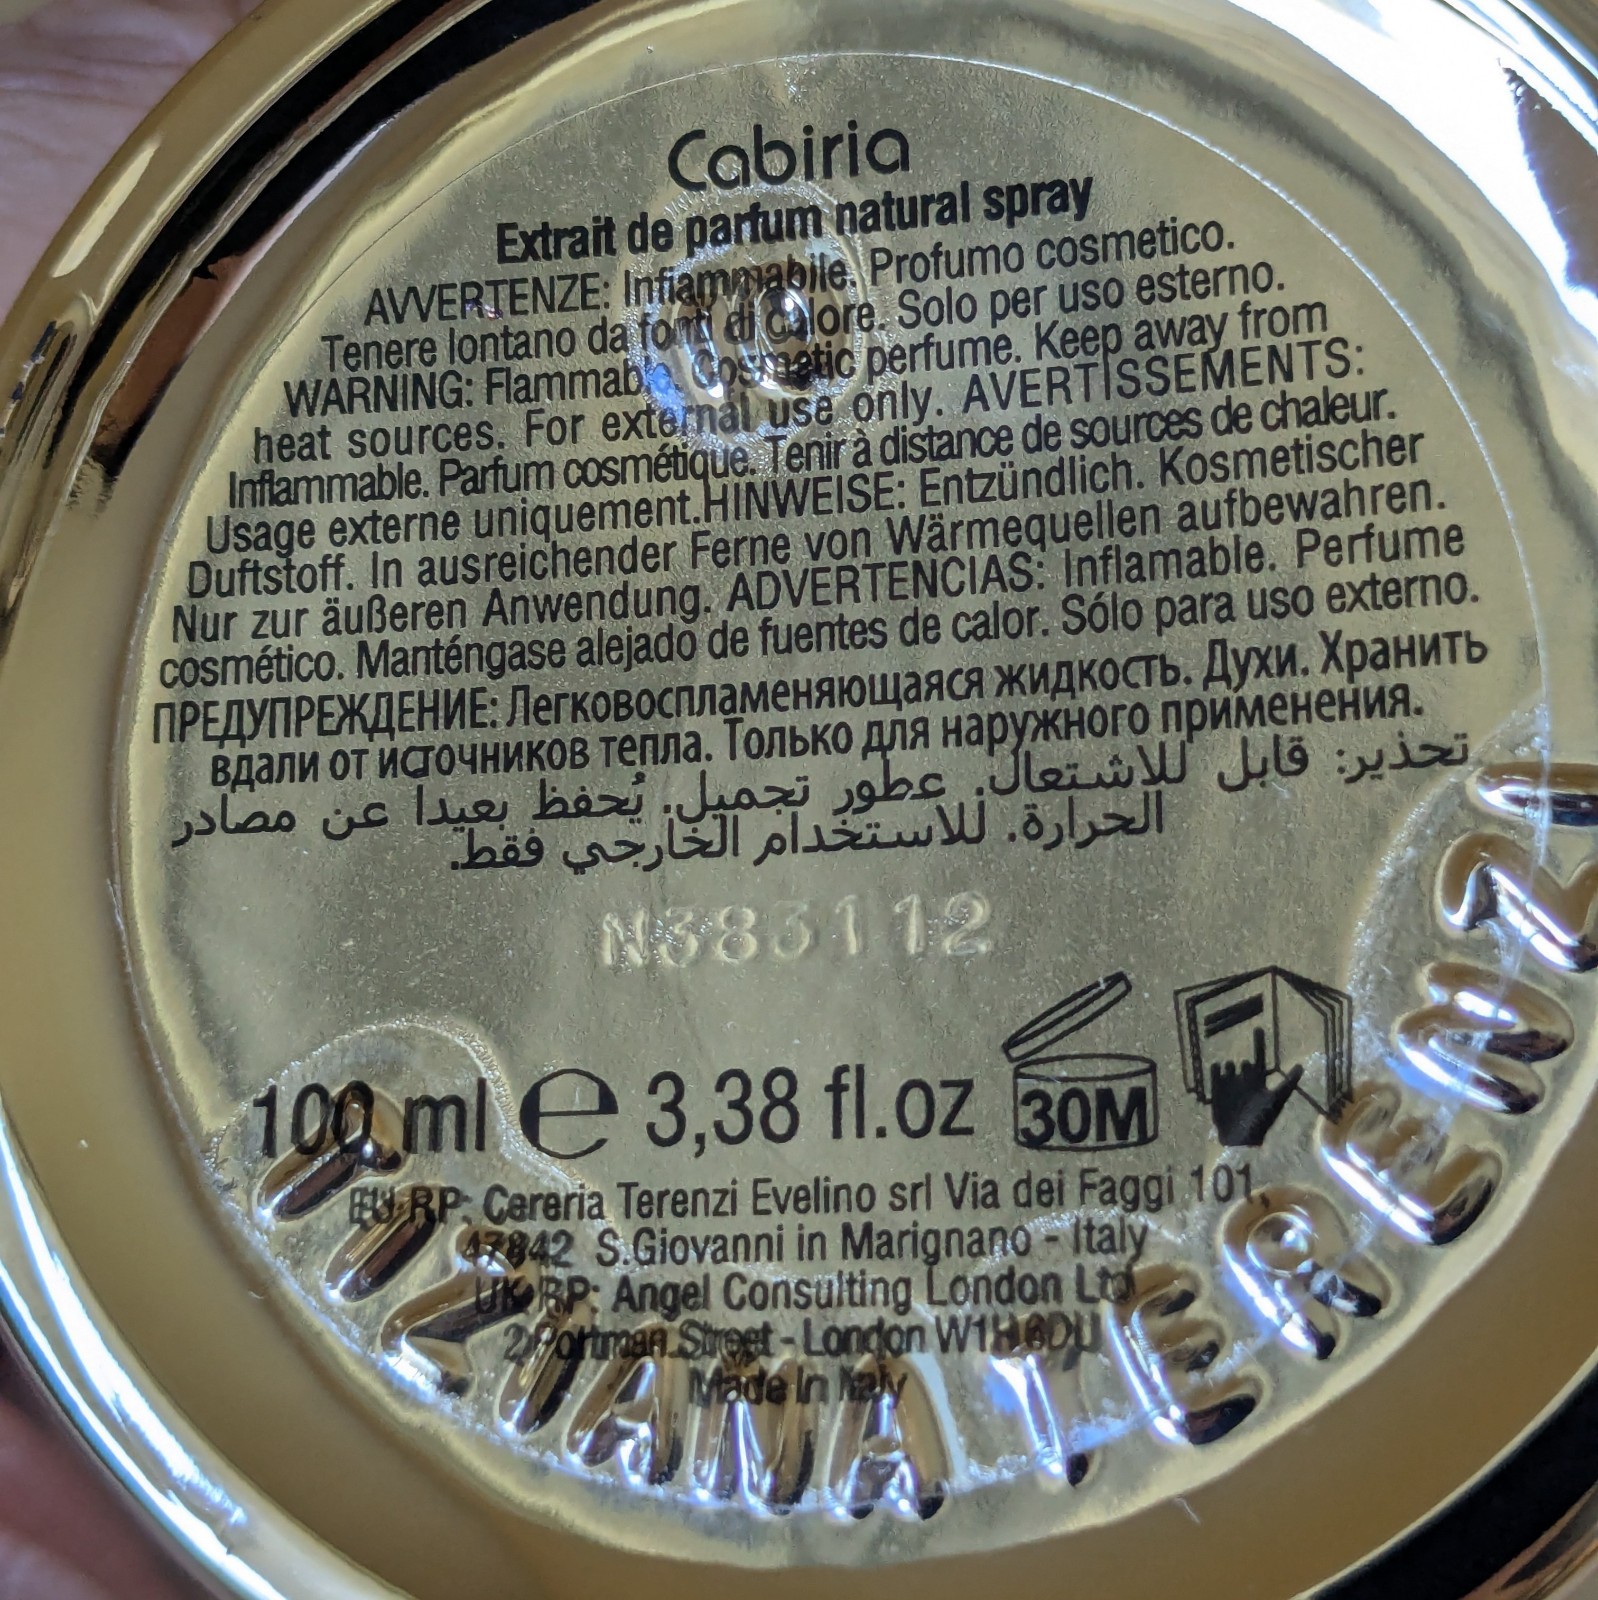 Cabiria
Extrait de parfum natural spray
AVVERTENZE: Infiammabile. Profumo cosmetico.
Tenere lontano da fonti di calore. Solo per uso esterno.
WARNING: Flammable. Cosmetic perfume. Keep away from
heat sources. For external use only. AVERTISSEMENTS:
Inflammable. Parfum cosmétique. Tenir à distance de sources de chaleur.
Usage externe uniquement.HINWEISE: Entzündlich. Kosmetischer
Duftstoff. In ausreichender Ferne von Wärmequellen aufbewahren.
Nur zur äußeren Anwendung. ADVERTENCIAS: Inflamable. Perfume
cosmético. Manténgase alejado de fuentes de calor. Sólo para uso externo.
ПРЕДУПРЕЖДЕНИЕ: Легковоспламеняющаяся жидкость. Духи. Хранить
вдали от источников тепла. Только для наружного применения.
تحذير: قابل للاشتعال. عطور تجميل. يُحفظ بعيدا عن مصادر
الحرارة. للاستخدام الخارجي فقط.
N383112
100 ml ℮ 3,38 fl.oz 30M
EU RP: Cereria Terenzi Evelino srl Via dei Faggi 101,
47842 S.Giovanni in Marignano - Italy
UK RP: Angel Consulting London Ltd
2 Portman Street - London W1H 6DU
Made In Italy
TIZIANA TERENZI